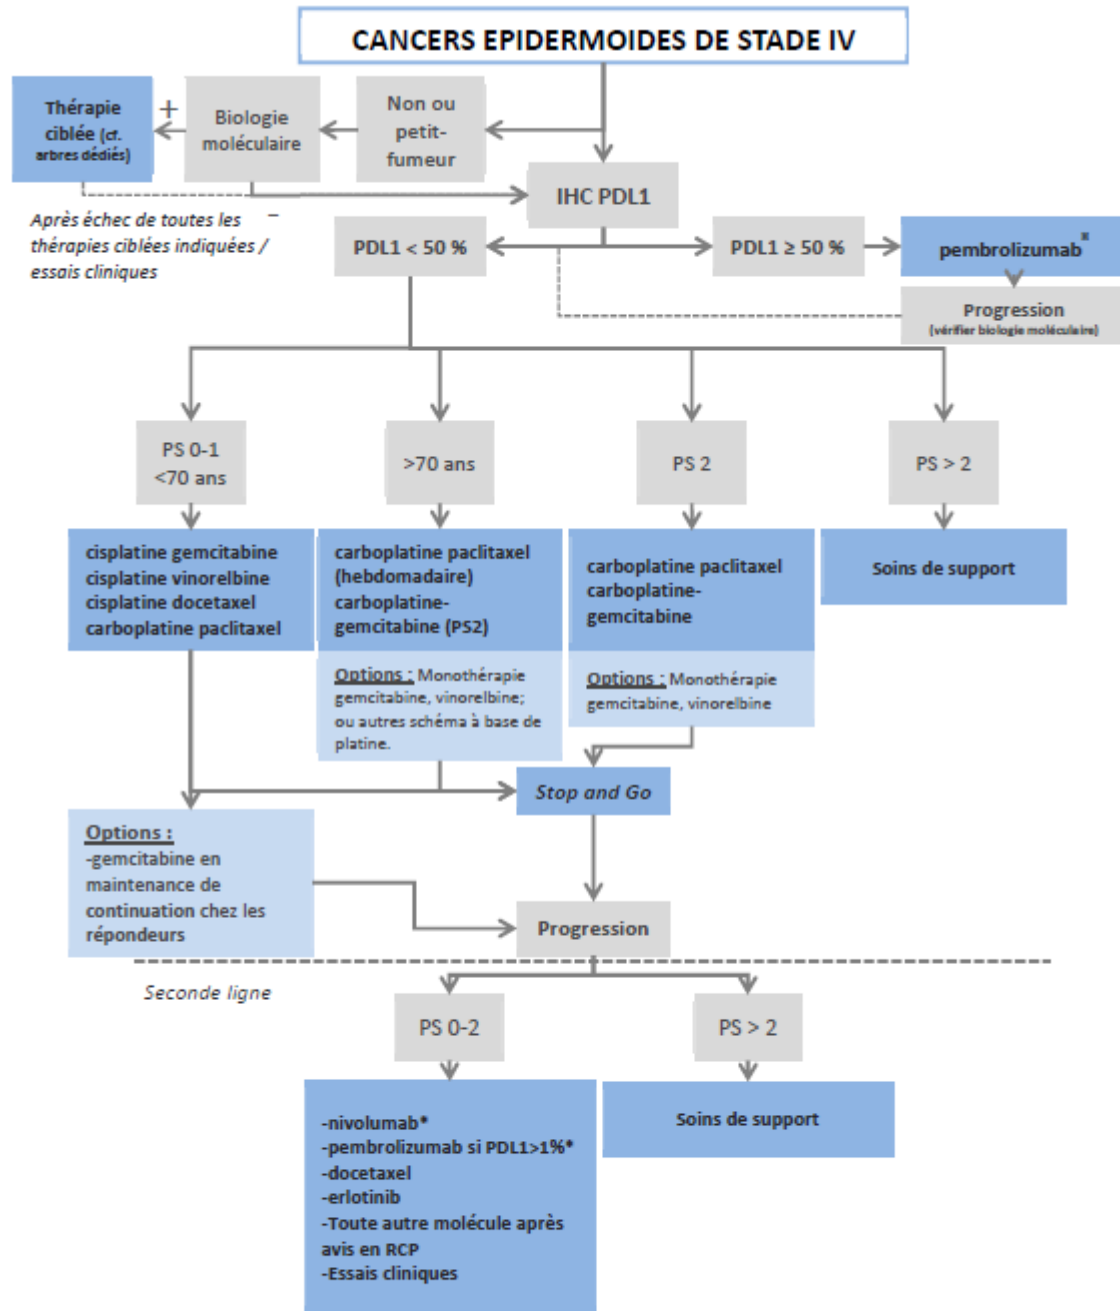 CANCERS EPIDERMOIDES DE STADE IV
Thérapie
ciblée (cf.
arbres dédiés)
+
Biologie
moléculaire
Non ou
petit-
fumeur
IHC PDL1
Après échec de toutes les
thérapies ciblées indiquées /
essais cliniques
–
PDL1 < 50 %
PDL1 ≥ 50 %
pembrolizumab*
Progression
(vérifier biologie moléculaire)
PS 0-1
<70 ans
>70 ans
PS 2
PS > 2
cisplatine gemcitabine
cisplatine vinorelbine
cisplatine docetaxel
carboplatine paclitaxel
carboplatine paclitaxel
(hebdomadaire)
carboplatine-
gemcitabine (PS2)
Options : Monothérapie
gemcitabine, vinorelbine;
ou autres schéma à base de
platine.
carboplatine paclitaxel
carboplatine-
gemcitabine
Options : Monothérapie
gemcitabine, vinorelbine
Soins de support
Stop and Go
Options :
-gemcitabine en
maintenance de
continuation chez les
répondeurs
Progression
Seconde ligne
PS 0-2
PS > 2
-nivolumab*
-pembrolizumab si PDL1>1%*
-docetaxel
-erlotinib
-Toute autre molécule après
avis en RCP
-Essais cliniques
Soins de support